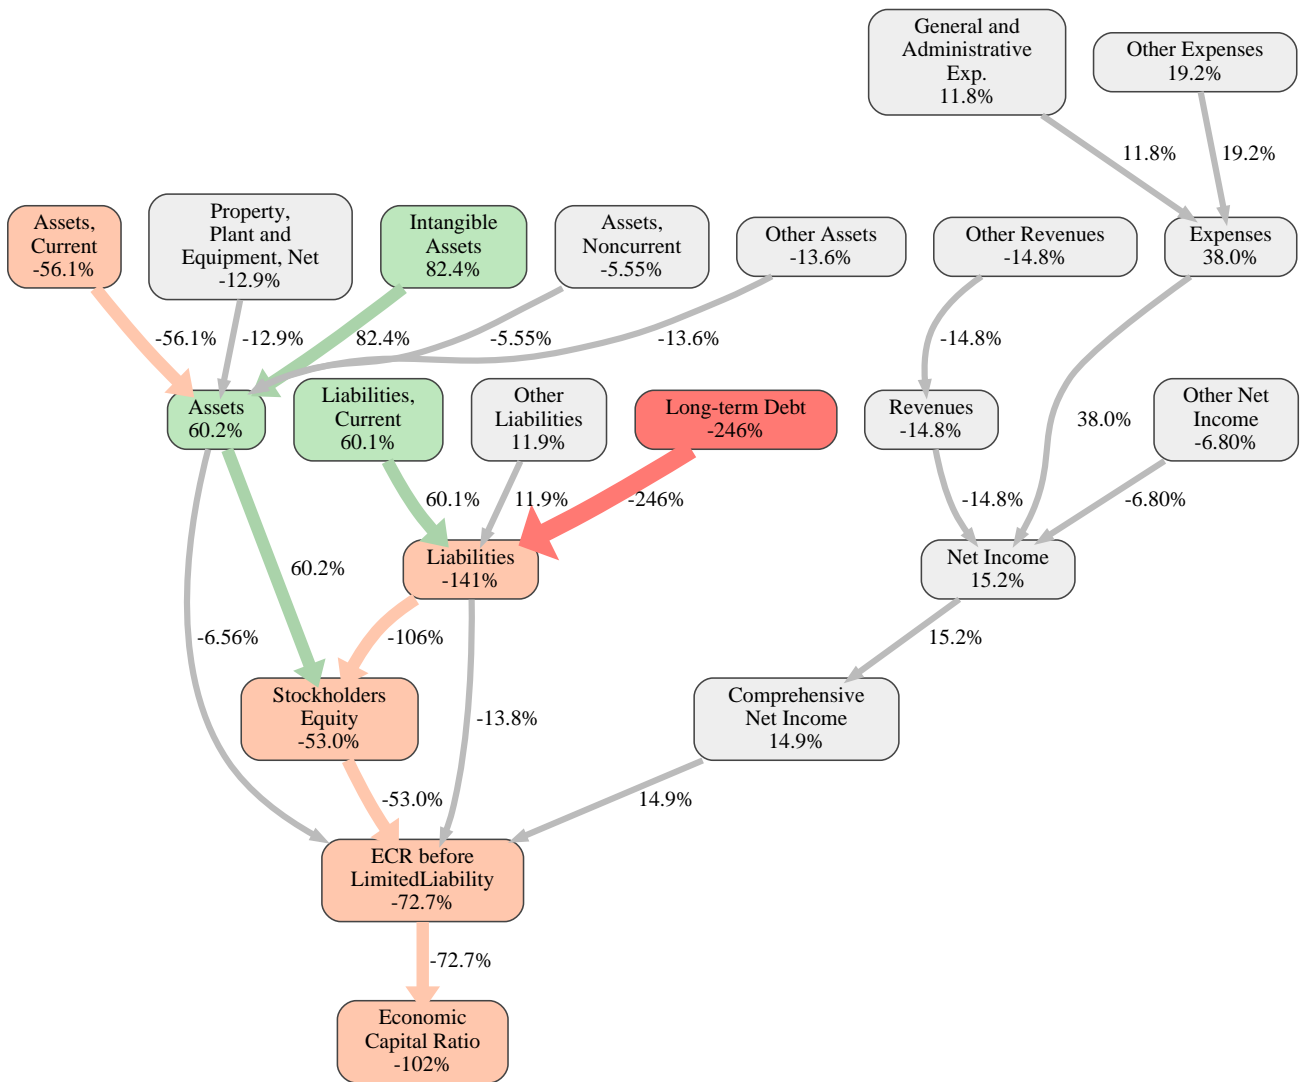 General and
Administrative
Exp.
11.8%
Other Expenses
19.2%
11.8%
19.2%
Assets,
Current
-56.1%
Property,
Plant and
Equipment, Net
-12.9%
Intangible
Assets
82.4%
Assets,
Noncurrent
-5.55%
Other Assets
-13.6%
Other Revenues
-14.8%
Expenses
38.0%
-56.1%
-12.9%
82.4%
-5.55%
-13.6%
-14.8%
38.0%
Assets
60.2%
Liabilities,
Current
60.1%
Other
Liabilities
11.9%
Long-term Debt
-246%
Revenues
-14.8%
Other Net
Income
-6.80%
60.1%
11.9%
-246%
-14.8%
-6.80%
60.2%
Liabilities
-141%
Net Income
15.2%
-6.56%
-106%
15.2%
Stockholders
Equity
-53.0%
-13.8%
Comprehensive
Net Income
14.9%
-53.0%
14.9%
ECR before
LimitedLiability
-72.7%
-72.7%
Economic
Capital Ratio
-102%